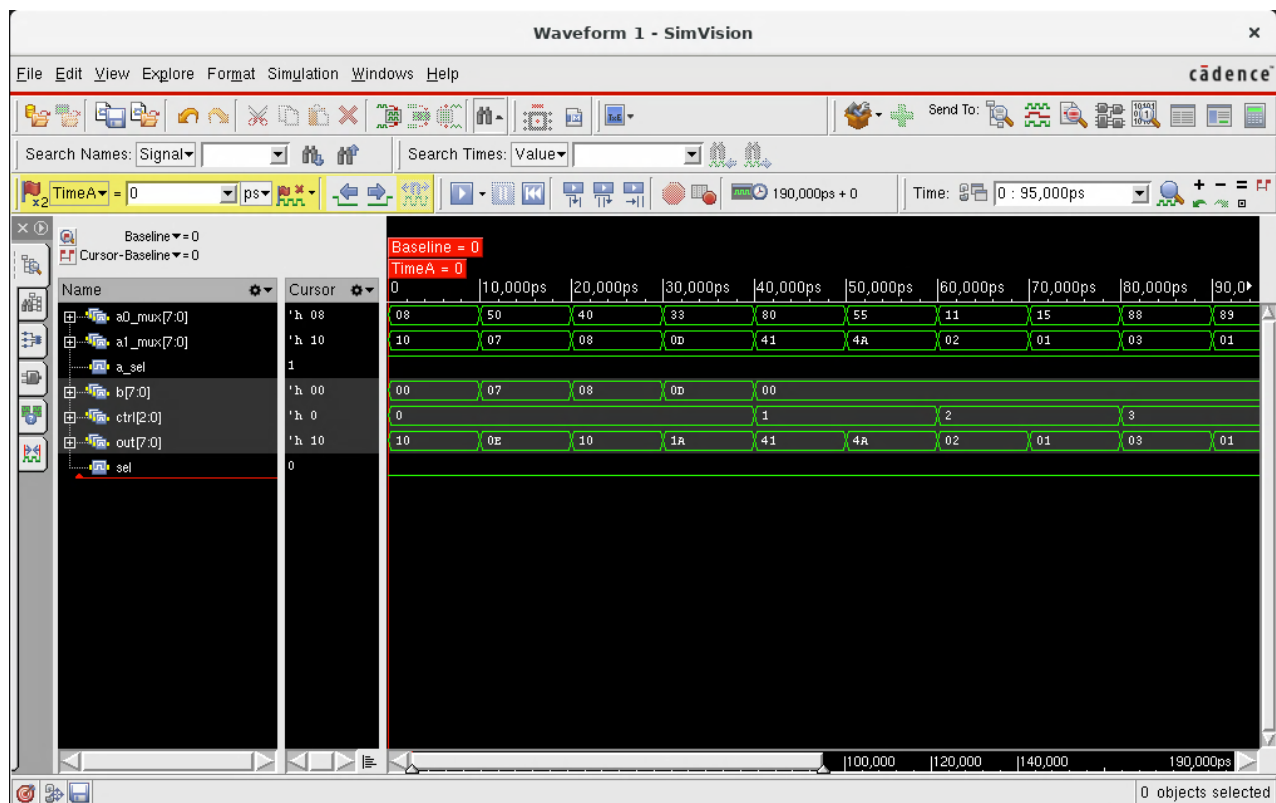 Waveform 1 - SimVision ×
File Edit View Explore Format Simulation Windows Help cādence
Send To:
Search Names: Signal Search Times: Value
x2 TimeA = 0 ps 190,000ps + 0 Time: 0 : 95,000ps
Baseline = 0
Cursor-Baseline = 0
Baseline = 0
TimeA = 0
Name Cursor 0 10,000ps 20,000ps 30,000ps 40,000ps 50,000ps 60,000ps 70,000ps 80,000ps 90,0
a0_mux[7:0] 'h 08 08 50 40 33 80 55 11 15 88 89
a1_mux[7:0] 'h 10 10 07 08 0D 41 4A 02 01 03 01
a_sel 1
b[7:0] 'h 00 00 07 08 0D 00
ctrl[2:0] 'h 0 0 1 2 3
out[7:0] 'h 10 10 0E 10 1A 41 4A 02 01 03 01
sel 0
100,000 120,000 140,000 190,000ps
0 objects selected